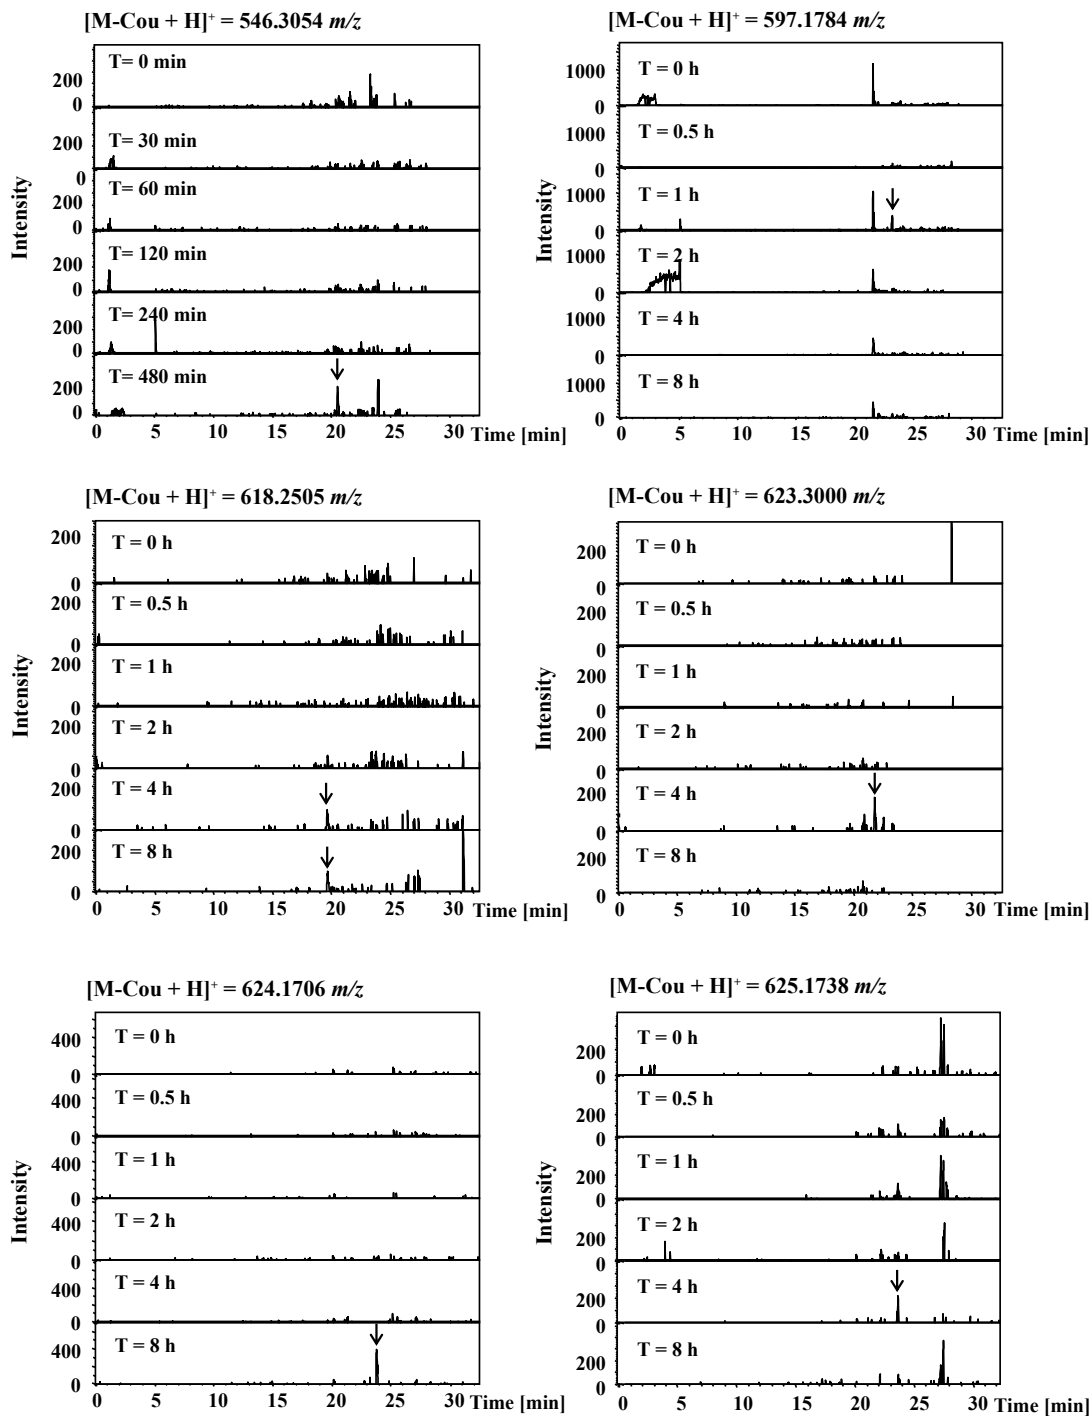 [M-Cou + H]+ = 546.3054 m/z
Intensity
T= 0 min
200
0
T= 30 min
200
0
T= 60 min
200
0
T= 120 min
200
0
T= 240 min
200
0
T= 480 min
200
0
0 5 10 15 20 25 30 Time [min]
[M-Cou + H]+ = 597.1784 m/z
Intensity
T = 0 h
1000
0
T = 0.5 h
1000
0
T = 1 h
1000
0
T = 2 h
1000
0
T = 4 h
1000
0
T = 8 h
1000
0
0 5 10 15 20 25 30 Time [min]
[M-Cou + H]+ = 618.2505 m/z
Intensity
T = 0 h
200
0
T = 0.5 h
200
0
T = 1 h
200
0
T = 2 h
200
0
T = 4 h
200
0
T = 8 h
200
0
0 5 10 15 20 25 30 Time [min]
[M-Cou + H]+ = 623.3000 m/z
Intensity
T = 0 h
200
0
T = 0.5 h
200
0
T = 1 h
200
0
T = 2 h
200
0
T = 4 h
200
0
T = 8 h
200
0
0 5 10 15 20 25 30 Time [min]
[M-Cou + H]+ = 624.1706 m/z
Intensity
T = 0 h
400
0
T = 0.5 h
400
0
T = 1 h
400
0
T = 2 h
400
0
T = 4 h
400
0
T = 8 h
400
0
0 5 10 15 20 25 30 Time [min]
[M-Cou + H]+ = 625.1738 m/z
Intensity
T = 0 h
200
0
T = 0.5 h
200
0
T = 1 h
200
0
T = 2 h
200
0
T = 4 h
200
0
T = 8 h
200
0
0 5 10 15 20 25 30 Time [min]